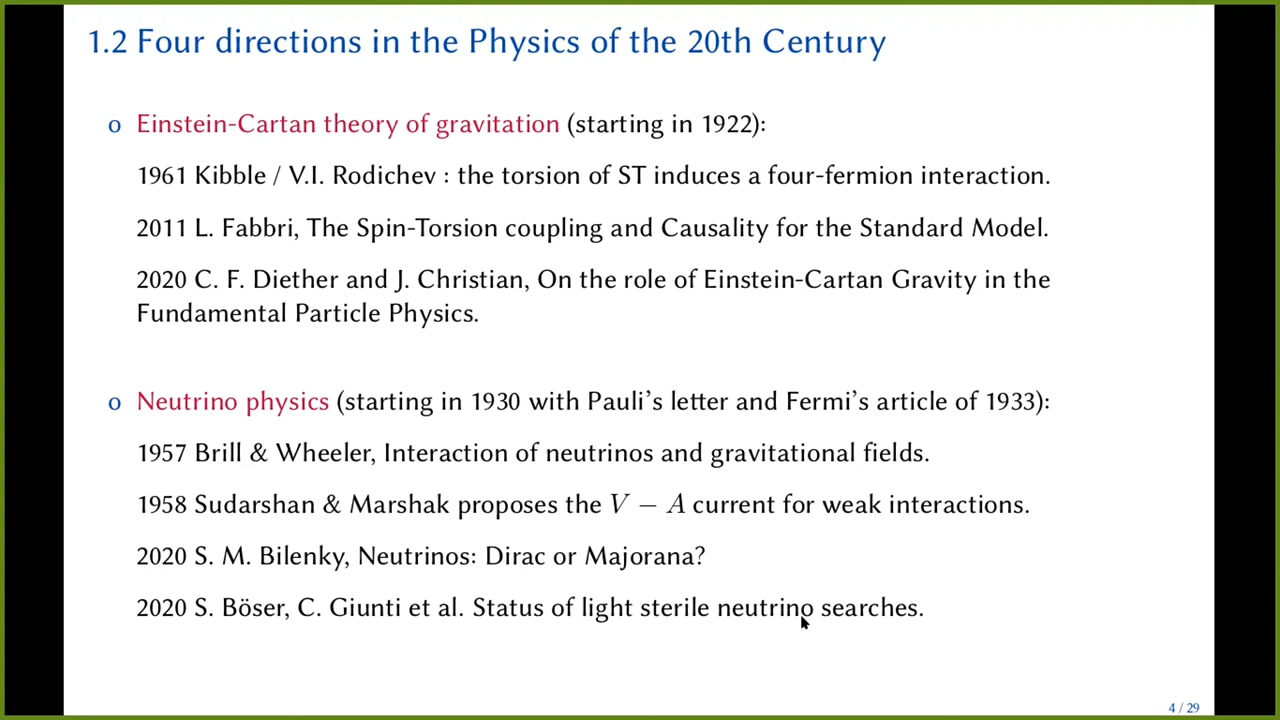 1.2 Four directions in the Physics of the 20th Century
o Einstein-Cartan theory of gravitation (starting in 1922):
1961 Kibble / V.I. Rodichev : the torsion of ST induces a four-fermion interaction.
2011 L. Fabbri, The Spin-Torsion coupling and Causality for the Standard Model.
2020 C. F. Diether and J. Christian, On the role of Einstein-Cartan Gravity in the
Fundamental Particle Physics.
o Neutrino physics (starting in 1930 with Pauli's letter and Fermi's article of 1933):
1957 Brill & Wheeler, Interaction of neutrinos and gravitational fields.
1958 Sudarshan & Marshak proposes the V − A current for weak interactions.
2020 S. M. Bilenky, Neutrinos: Dirac or Majorana?
2020 S. Böser, C. Giunti et al. Status of light sterile neutrino searches.
4 / 29